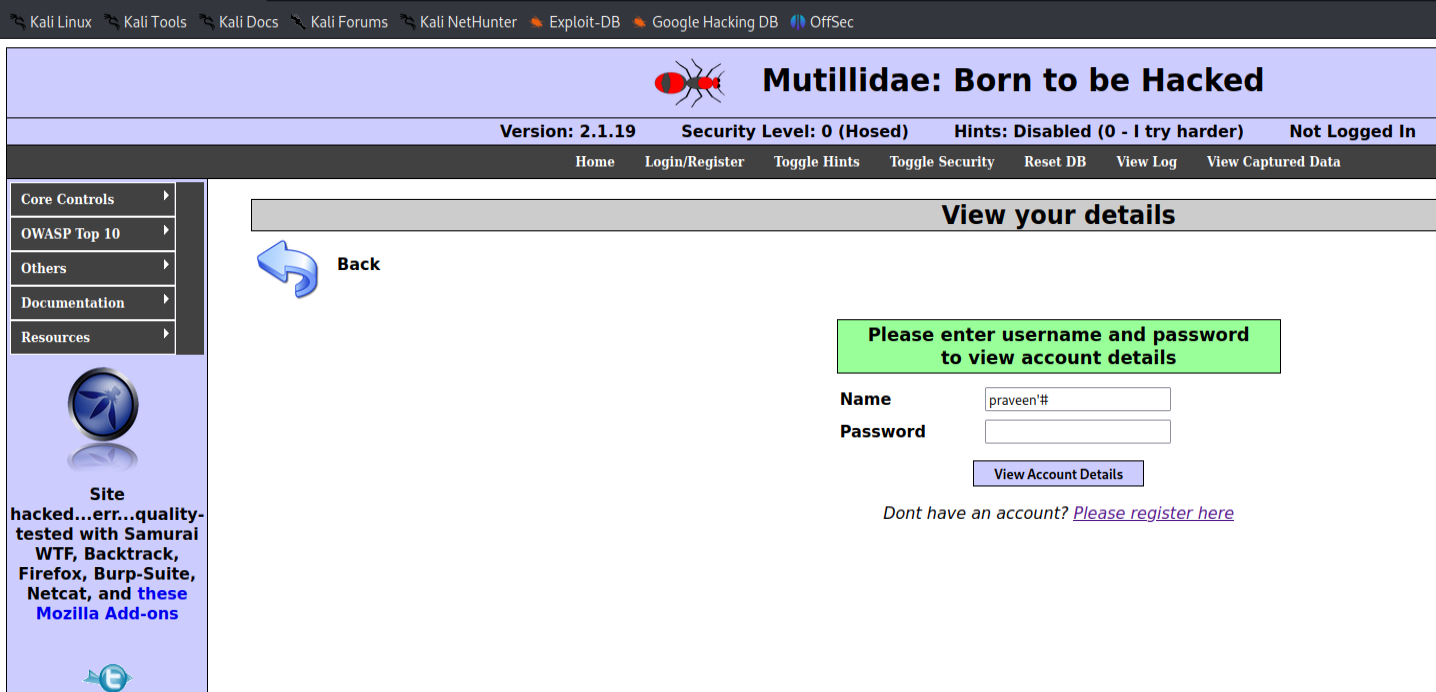 Kali Linux Kali Tools Kali Docs Kali Forums Kali NetHunter Exploit-DB Google Hacking DB OffSec
Mutillidae: Born to be Hacked
Version: 2.1.19 Security Level: 0 (Hosed) Hints: Disabled (0 - I try harder) Not Logged In
Home Login/Register Toggle Hints Toggle Security Reset DB View Log View Captured Data
Core Controls
OWASP Top 10
Others
Documentation
Resources
Site
hacked...err...quality-
tested with Samurai
WTF, Backtrack,
Firefox, Burp-Suite,
Netcat, and these
Mozilla Add-ons
View your details
Back
Please enter username and password
to view account details
Name praveen'#
Password
View Account Details
Dont have an account? Please register here